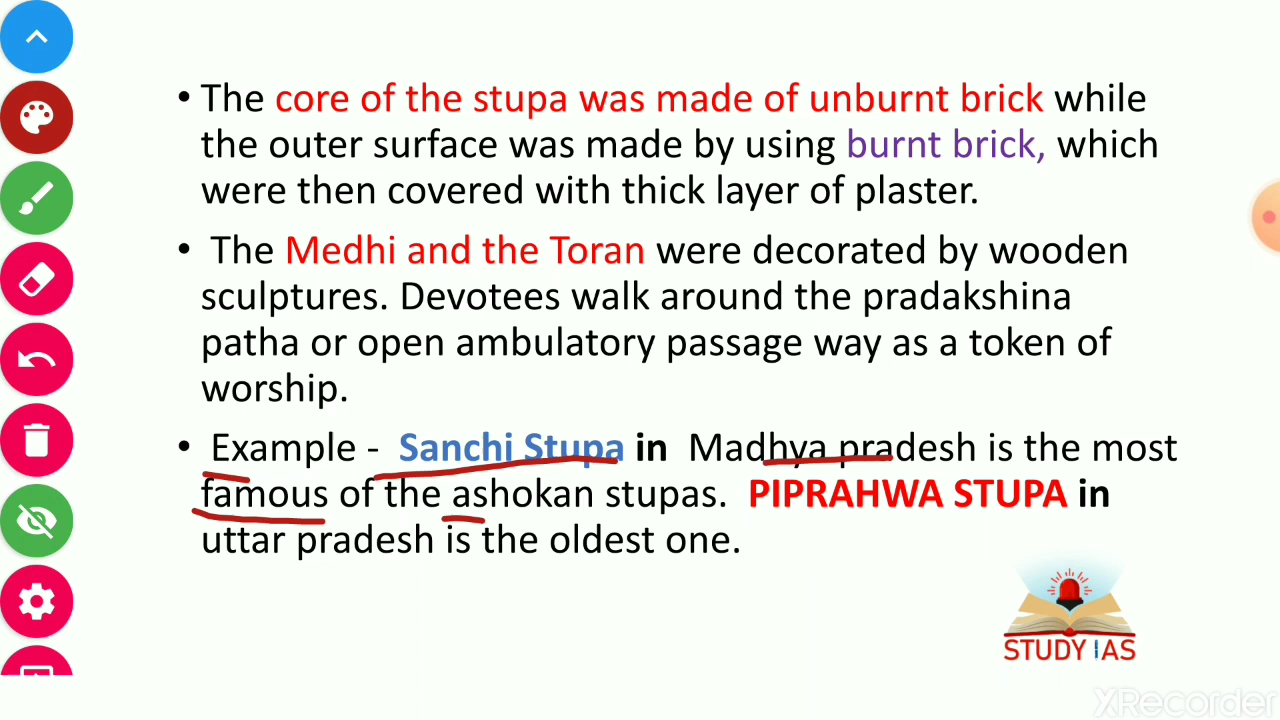 • The core of the stupa was made of unburnt brick while
the outer surface was made by using burnt brick, which
were then covered with thick layer of plaster.
• The Medhi and the Toran were decorated by wooden
sculptures. Devotees walk around the pradakshina
patha or open ambulatory passage way as a token of
worship.
• Example - Sanchi Stupa in Madhya pradesh is the most
famous of the ashokan stupas. PIPRAHWA STUPA in
uttar pradesh is the oldest one.
STUDY IAS
XRecorder